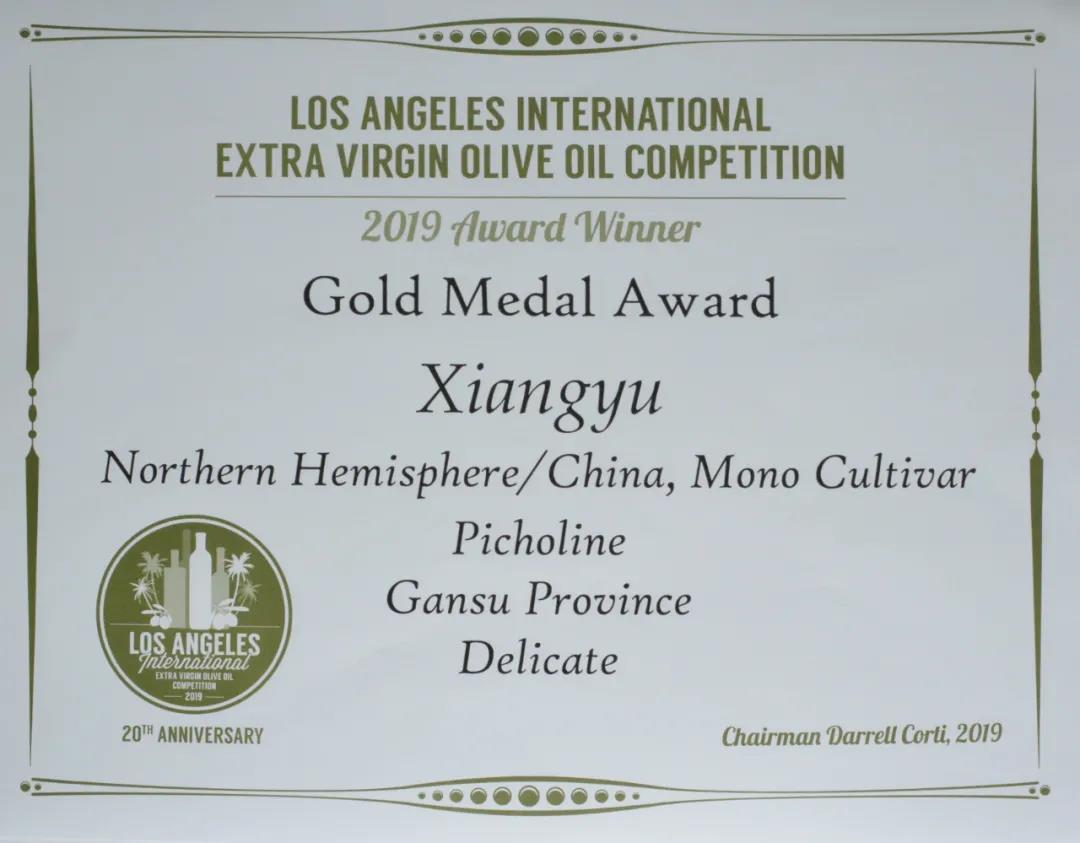 LOS ANGELES INTERNATIONAL
EXTRA VIRGIN OLIVE OIL COMPETITION
2019 Award Winner
Gold Medal Award
Xiangyu
Northern Hemisphere/China, Mono Cultivar
Picholine
Gansu Province
Delicate
LOS ANGELES
International
EXTRA VIRGIN OLIVE OIL
COMPETITION
2019
20TH ANNIVERSARY
Chairman Darrell Corti, 2019